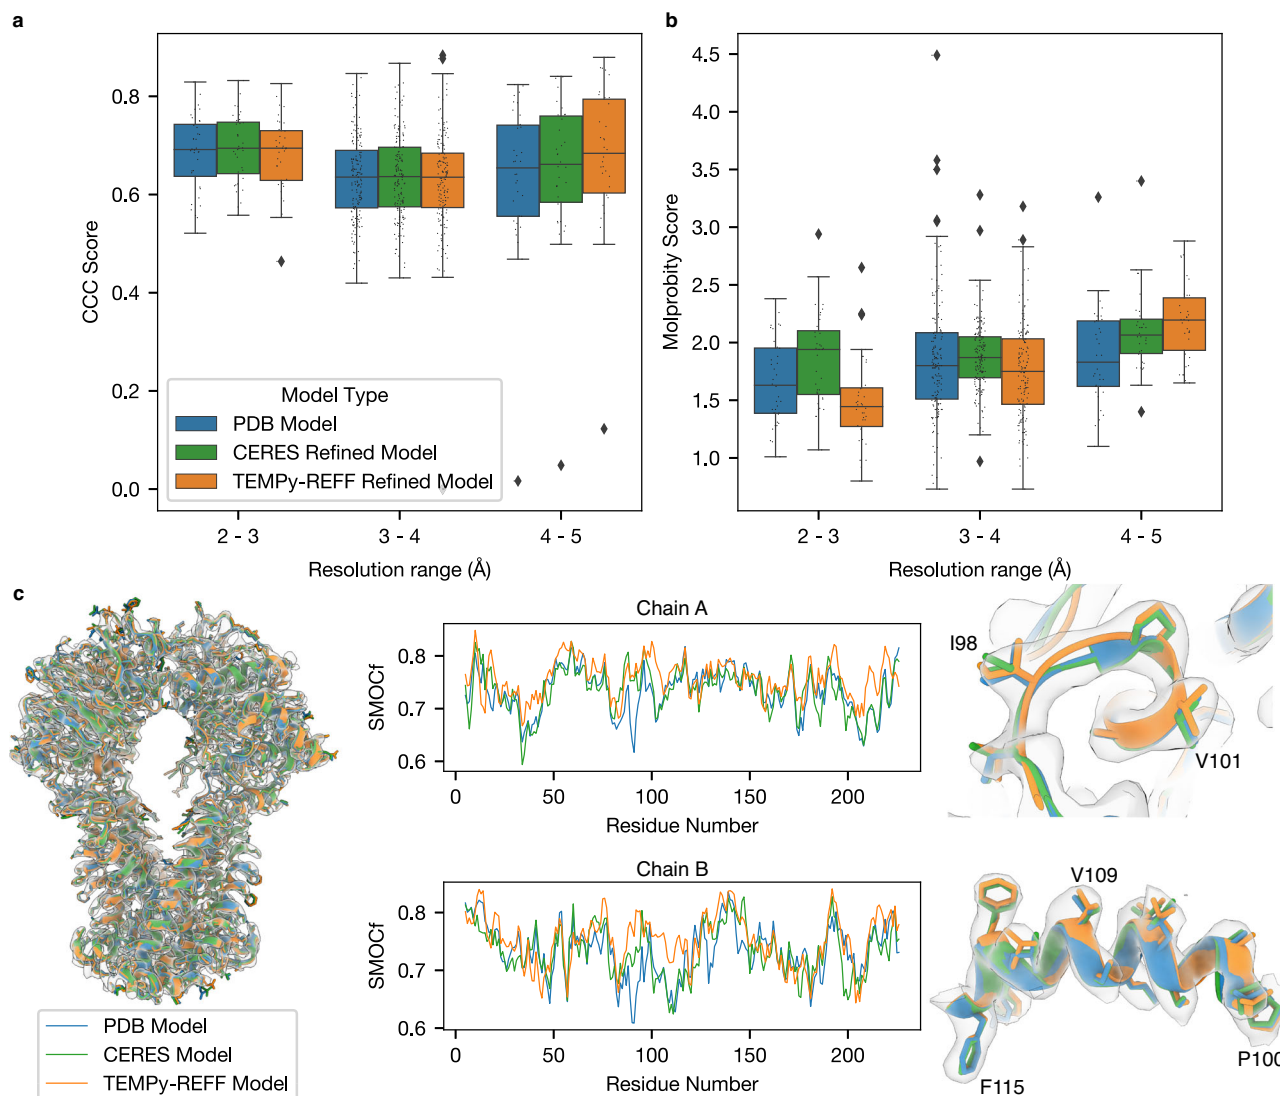 a
CCC Score
0.8
0.6
0.4
0.2
0.0
Model Type
PDB Model
CERES Refined Model
TEMPy-REFF Refined Model
2 - 3
3 - 4
4 - 5
Resolution range (Å)
b
Molprobity Score
4.5
4.0
3.5
3.0
2.5
2.0
1.5
1.0
2 - 3
3 - 4
4 - 5
Resolution range (Å)
c
PDB Model
CERES Model
TEMPy-REFF Model
Chain A
SMOCf
0.8
0.7
0.6
0
50
100
150
200
Residue Number
Chain B
SMOCf
0.8
0.7
0.6
0
50
100
150
200
Residue Number
I98
V101
V109
F115
P100